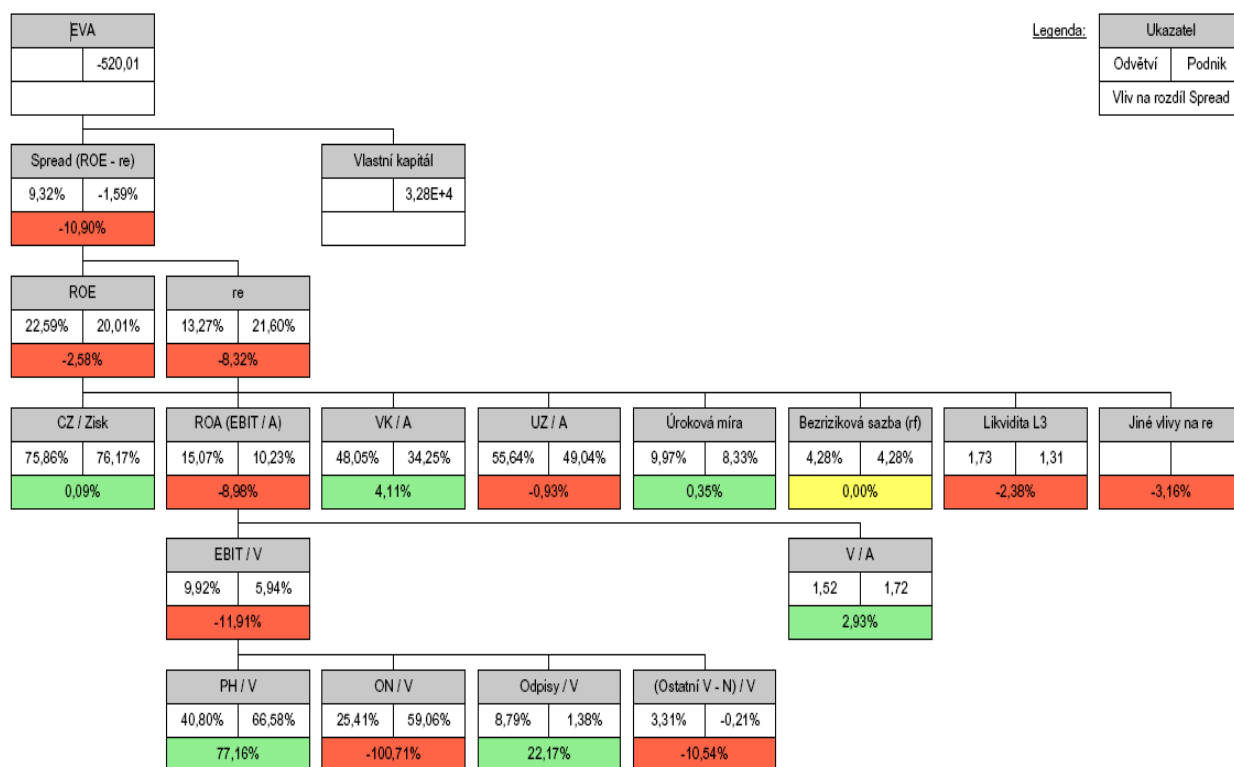 EVA
-520,01
Legenda:
Ukazatel
Odvětví Podnik
Vliv na rozdíl Spread
Spread (ROE - re)
9,32% -1,59%
-10,90%
Vlastní kapitál
3,28E+4
ROE
22,59% 20,01%
-2,58%
re
13,27% 21,60%
-8,32%
CZ / Zisk
75,86% 76,17%
0,09%
ROA (EBIT / A)
15,07% 10,23%
-8,98%
VK / A
48,05% 34,25%
4,11%
UZ / A
55,64% 49,04%
-0,93%
Úroková míra
9,97% 8,33%
0,35%
Bezriziková sazba (rf)
4,28% 4,28%
0,00%
Likvidita L3
1,73 1,31
-2,38%
Jiné vlivy na re
-3,16%
EBIT / V
9,92% 5,94%
-11,91%
V / A
1,52 1,72
2,93%
PH / V
40,80% 66,58%
77,16%
ON / V
25,41% 59,06%
-100,71%
Odpisy / V
8,79% 1,38%
22,17%
(Ostatní V - N) / V
3,31% -0,21%
-10,54%